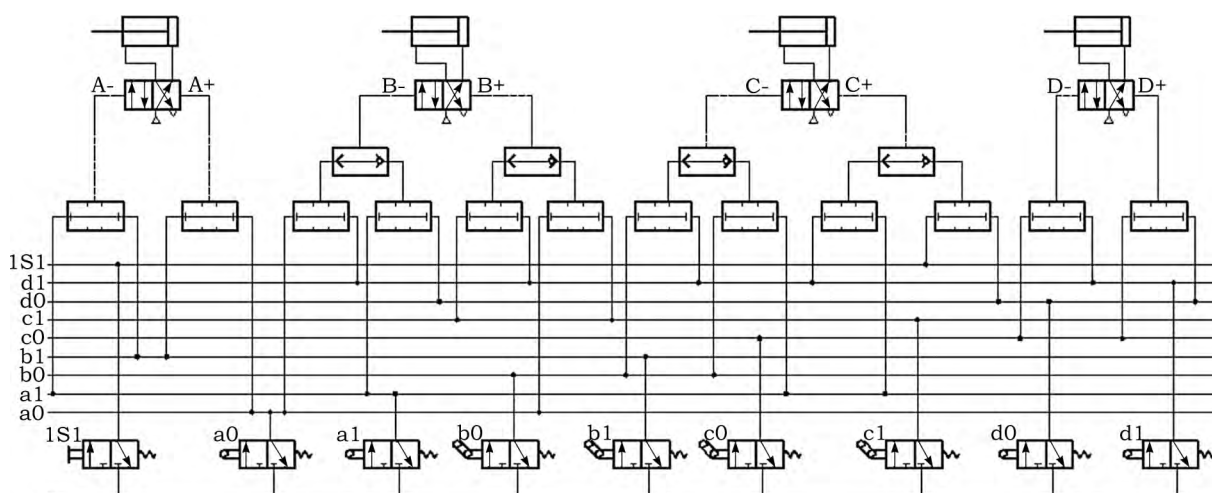 A- A+ B- B+ C- C+ D- D+
1S1
d1
d0
c1
c0
b1
b0
a1
a0
1S1 a0 a1 b0 b1 c0 c1 d0 d1